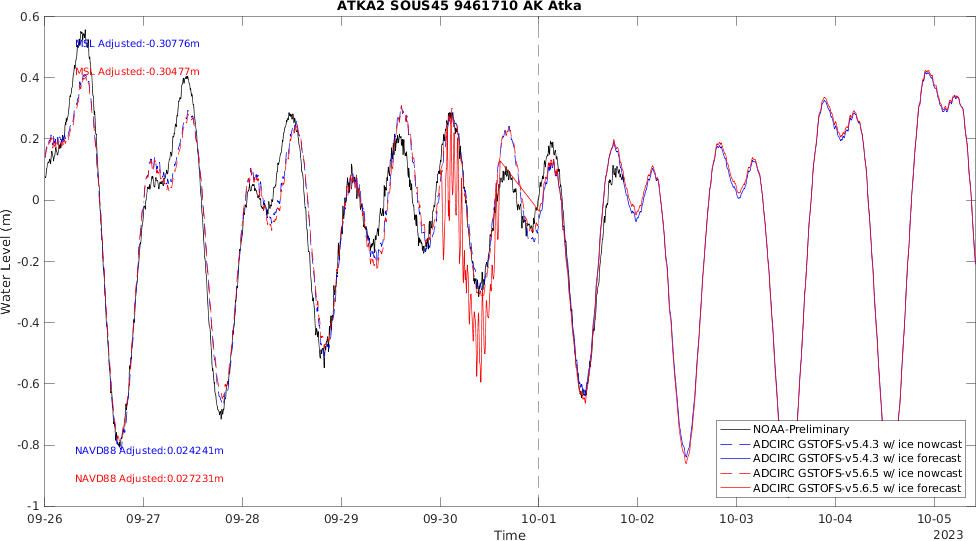 ATKA2 SOUS45 9461710 AK Atka
0.6
0.4
0.2
0
-0.2
-0.4
-0.6
-0.8
-1
Water Level (m)
MSL Adjusted:-0.30776m
MSL Adjusted:-0.30477m
NAVD88 Adjusted:0.024241m
NAVD88 Adjusted:0.027231m
NOAA-Preliminary
ADCIRC GSTOFS-v5.4.3 w/ ice nowcast
ADCIRC GSTOFS-v5.4.3 w/ ice forecast
ADCIRC GSTOFS-v5.6.5 w/ ice nowcast
ADCIRC GSTOFS-v5.6.5 w/ ice forecast
09-26 09-27 09-28 09-29 09-30 10-01 10-02 10-03 10-04 10-05
Time
2023